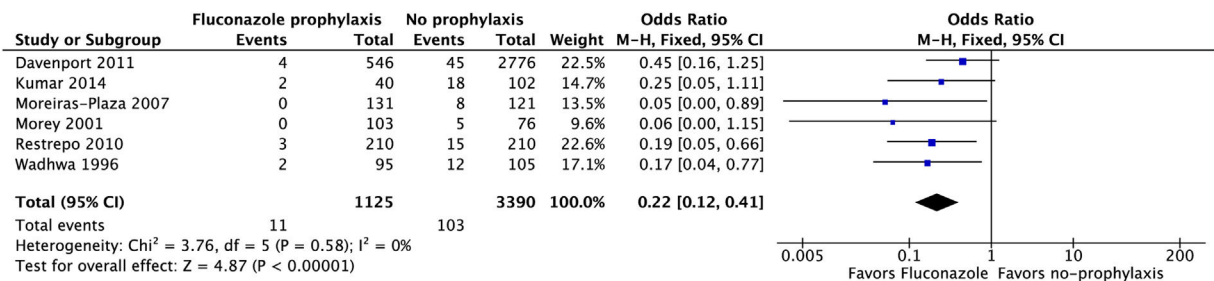 Fluconazole prophylaxis No prophylaxis Odds Ratio Odds Ratio
Study or Subgroup Events Total Events Total Weight M-H, Fixed, 95% CI M-H, Fixed, 95% CI
Davenport 2011 4 546 45 2776 22.5% 0.45 [0.16, 1.25]
Kumar 2014 2 40 18 102 14.7% 0.25 [0.05, 1.11]
Moreiras-Plaza 2007 0 131 8 121 13.5% 0.05 [0.00, 0.89]
Morey 2001 0 103 5 76 9.6% 0.06 [0.00, 1.15]
Restrepo 2010 3 210 15 210 22.6% 0.19 [0.05, 0.66]
Wadhwa 1996 2 95 12 105 17.1% 0.17 [0.04, 0.77]
Total (95% CI) 1125 3390 100.0% 0.22 [0.12, 0.41]
Total events 11 103
Heterogeneity: Chi² = 3.76, df = 5 (P = 0.58); I² = 0%
Test for overall effect: Z = 4.87 (P < 0.00001)
0.005 0.1 1 10 200
Favors Fluconazole Favors no-prophylaxis